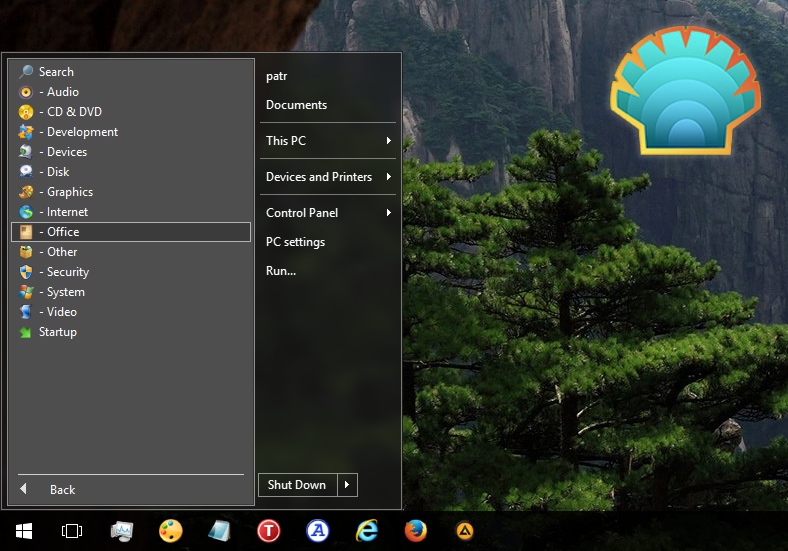 Search
- Audio
- CD & DVD
- Development
- Devices
- Disk
- Graphics
- Internet
- Office
- Other
- Security
- System
- Video
Startup
Back
patr
Documents
This PC
Devices and Printers
Control Panel
PC settings
Run...
Shut Down
T
A